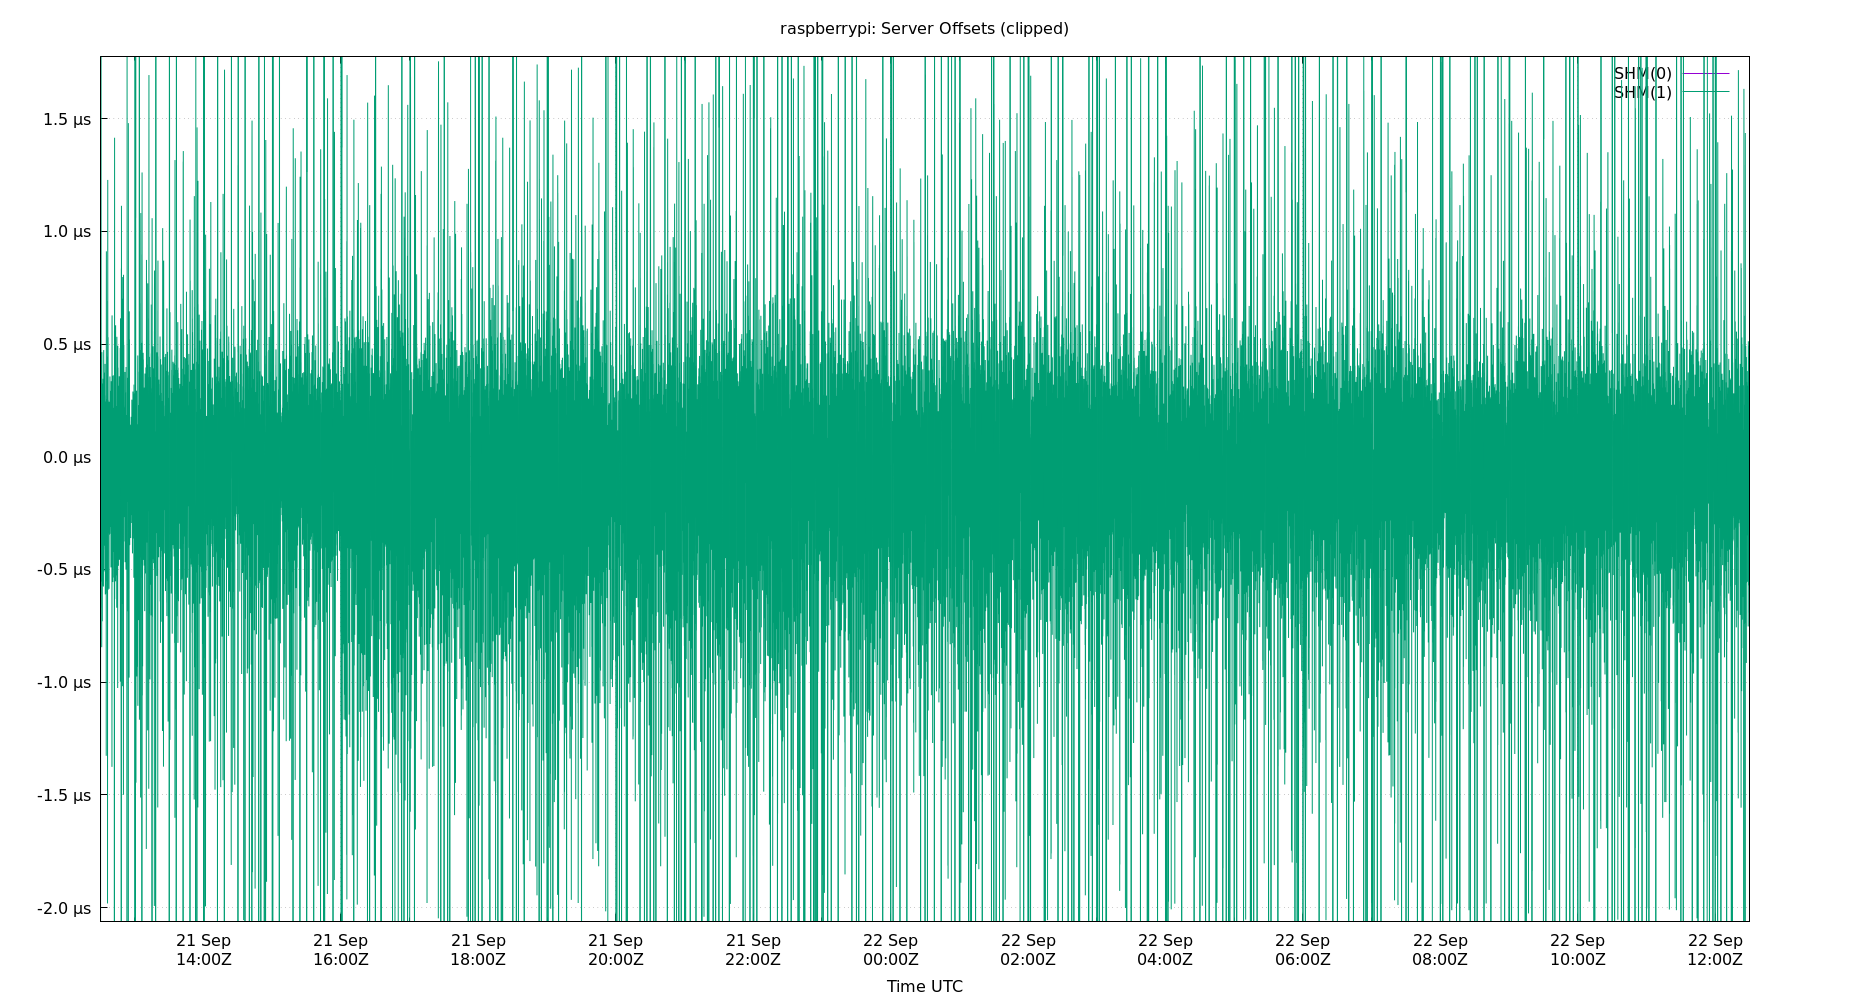 raspberrypi: Server Offsets (clipped)
SHM(0)
SHM(1)
1.5 µs
1.0 µs
0.5 µs
0.0 µs
-0.5 µs
-1.0 µs
-1.5 µs
-2.0 µs
21 Sep 21 Sep 21 Sep 21 Sep 21 Sep 22 Sep 22 Sep 22 Sep 22 Sep 22 Sep 22 Sep 22 Sep
14:00Z 16:00Z 18:00Z 20:00Z 22:00Z 00:00Z 02:00Z 04:00Z 06:00Z 08:00Z 10:00Z 12:00Z
Time UTC